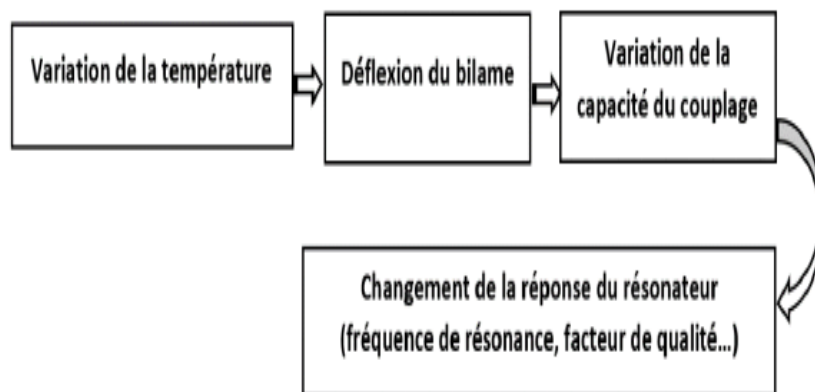 Variation de la température
Déflexion du bilame
Variation de la
capacité du couplage
Changement de la réponse du résonateur
(fréquence de résonance, facteur de qualité...)